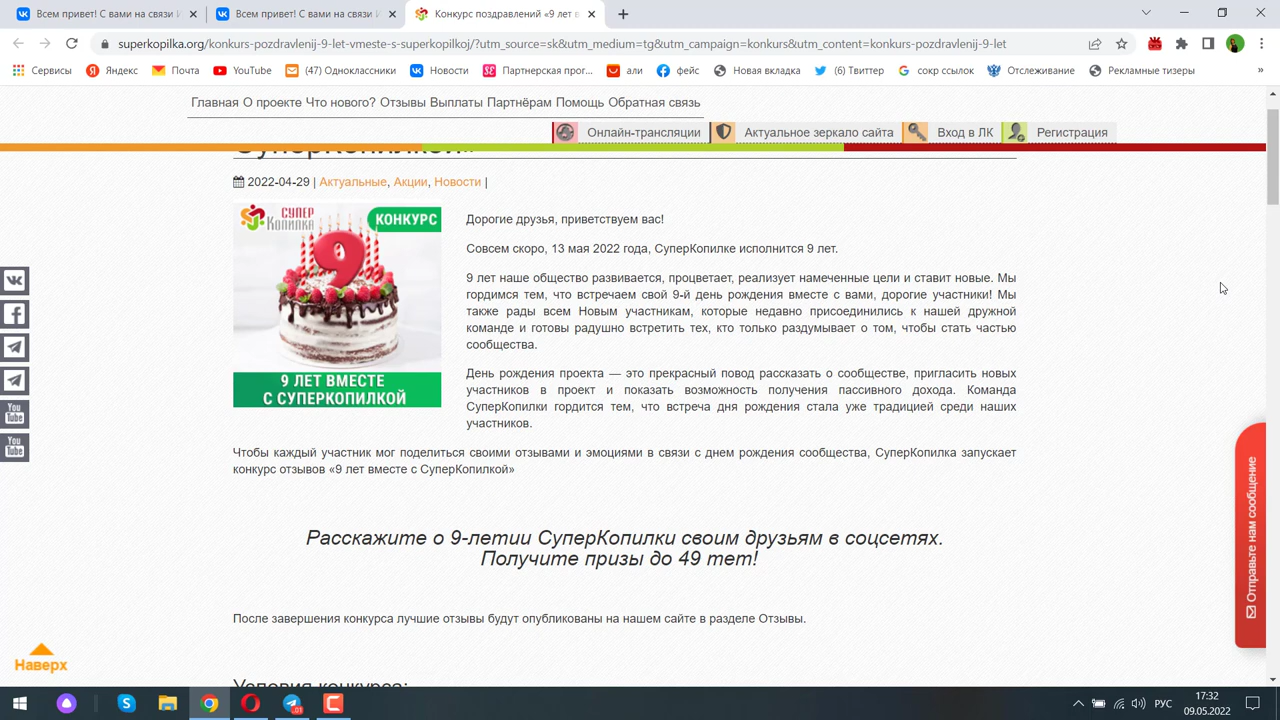 Всем привет! С вами на связи И
Всем привет! С вами на связи И
Конкурс поздравлений «9 лет в
superkopilka.org/konkurs-pozdravlenij-9-let-vmeste-s-superkopilkoj/?utm_source=sk&utm_medium=tg&utm_campaign=konkurs&utm_content=konkurs-pozdravlenij-9-let
Сервисы
Яндекс
Почта
YouTube
(47) Одноклассники
Новости
Партнерская прог...
али
фейс
Новая вкладка
(6) Твиттер
сокр ссылок
Отслеживание
Рекламные тизеры
»
Главная О проекте Что нового? Отзывы Выплаты Партнёрам Помощь Обратная связь
Онлайн-трансляции
Актуальное зеркало сайта
Вход в ЛК
Регистрация
СуперКопилкой»
2022-04-29 | Актуальные, Акции, Новости |
СУПЕР
КОПИЛКА
КОНКУРС
9
9 ЛЕТ ВМЕСТЕ
С СУПЕРКОПИЛКОЙ
Дорогие друзья, приветствуем вас!
Совсем скоро, 13 мая 2022 года, СуперКопилке исполнится 9 лет.
9 лет наше общество развивается, процветает, реализует намеченные цели и ставит новые. Мы
гордимся тем, что встречаем свой 9-й день рождения вместе с вами, дорогие участники! Мы
также рады всем Новым участникам, которые недавно присоединились к нашей дружной
команде и готовы радушно встретить тех, кто только раздумывает о том, чтобы стать частью
сообщества.
День рождения проекта — это прекрасный повод рассказать о сообществе, пригласить новых
участников в проект и показать возможность получения пассивного дохода. Команда
СуперКопилки гордится тем, что встреча дня рождения стала уже традицией среди наших
участников.
Чтобы каждый участник мог поделиться своими отзывами и эмоциями в связи с днем рождения сообщества, СуперКопилка запускает
конкурс отзывов «9 лет вместе с СуперКопилкой»
Расскажите о 9-летии СуперКопилки своим друзьям в соцсетях.
Получите призы до 49 тет!
После завершения конкурса лучшие отзывы будут опубликованы на нашем сайте в разделе Отзывы.
Условия конкурса:
You
Tube
You
Tube
Наверх
Отправьте нам сообщение
РУС
17:32
09.05.2022